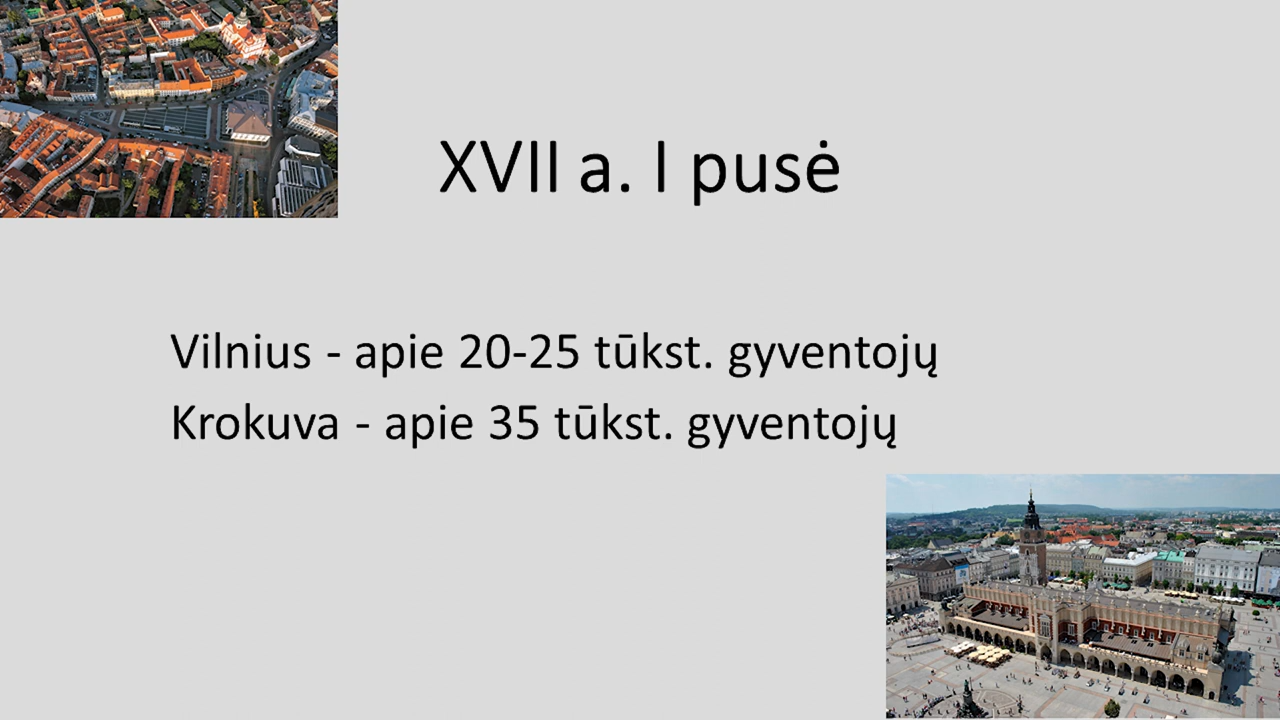 XVII a. I pusė
Vilnius - apie 20-25 tūkst. gyventojų
Krokuva - apie 35 tūkst. gyventojų